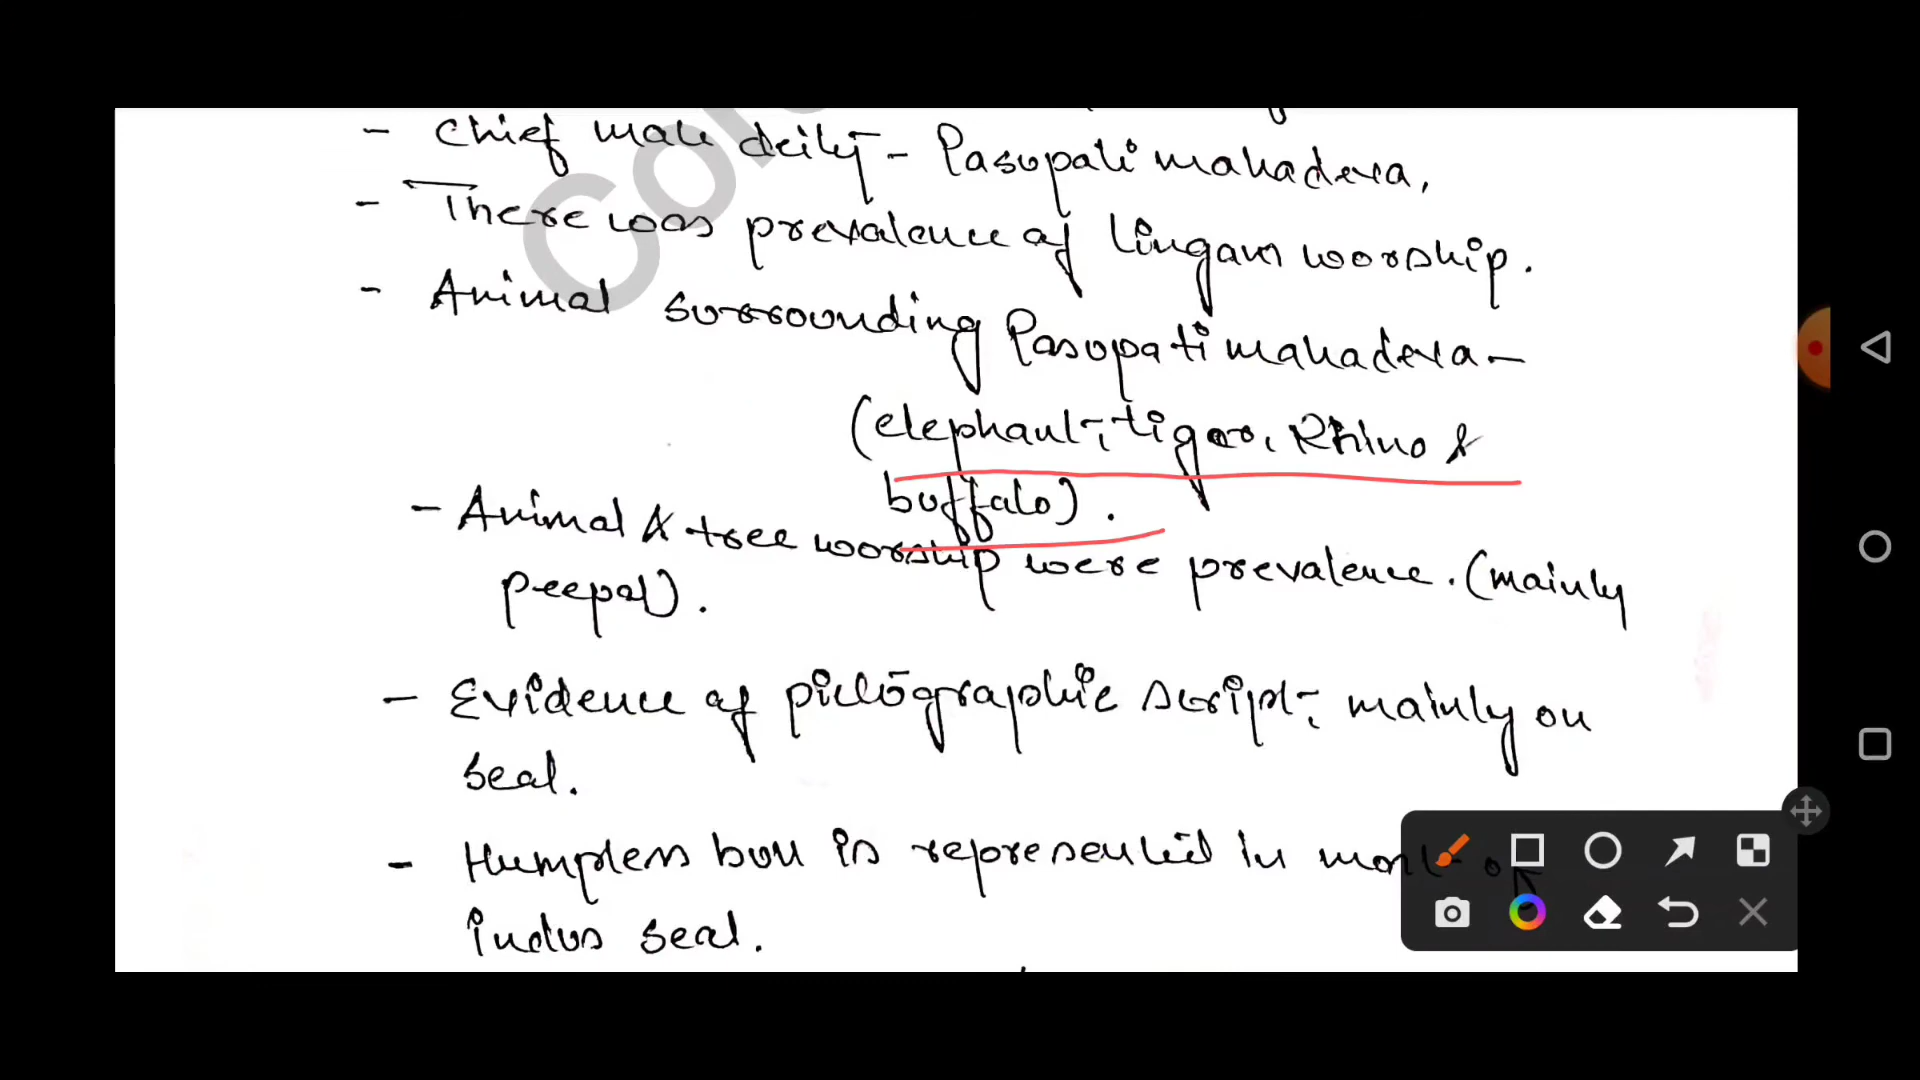 - Chief male deity - Pasupati mahadeva,
- There was prevalence of lingam worship.
- Animal surrounding Pasupati mahadeva -
(elephant, tiger, Rhino &
buffalo).
- Animal & tree worship were prevalence. (mainly
peepal).
- Evidence of pictographic script, mainly on
seal.
- Humpless bull is represented in most
indus seal.